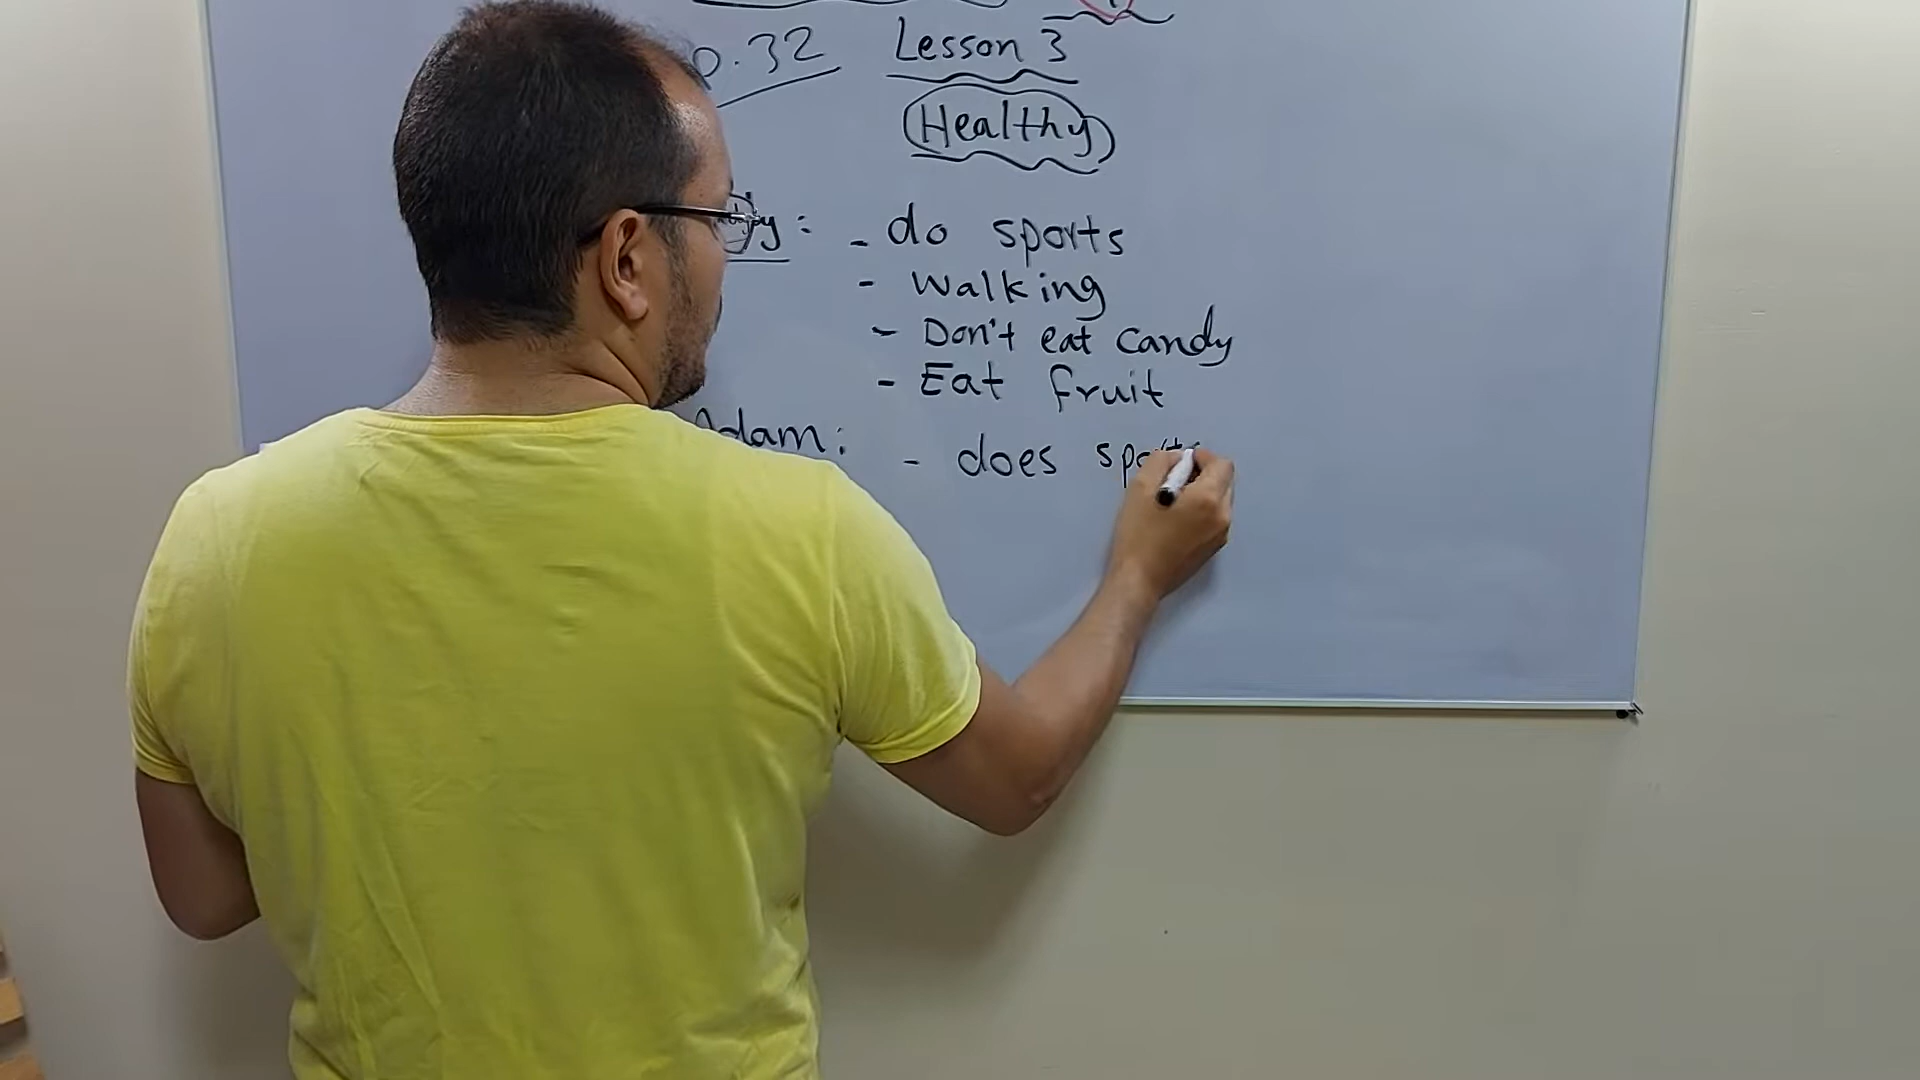 .32 Lesson 3
Healthy
: - do sports
- Walking
- Don't eat candy
- Eat fruit
Adam: - does sports